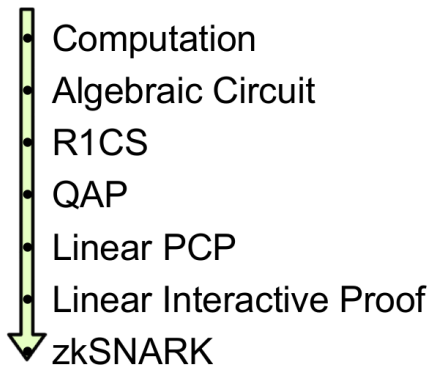 Computation
Algebraic Circuit
R1CS
QAP
Linear PCP
Linear Interactive Proof
zkSNARK